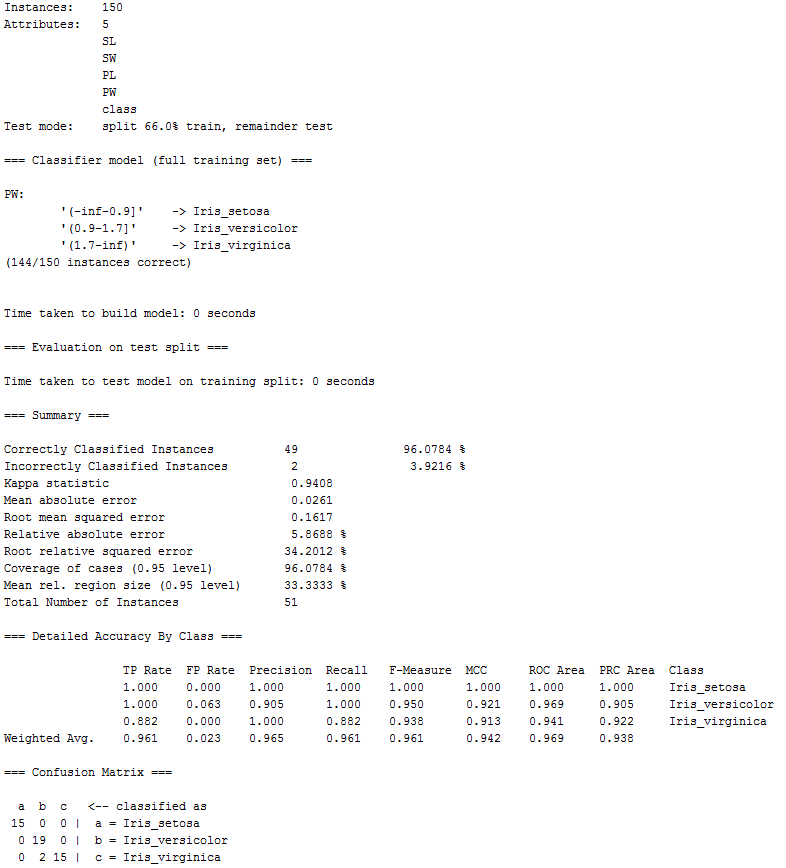 Instances:    150
Attributes:   5
              SL
              SW
              PL
              PW
              class
Test mode:    split 66.0% train, remainder test
=== Classifier model (full training set) ===
PW:
        '(-inf-0.9]'    -> Iris_setosa
        '(0.9-1.7]'     -> Iris_versicolor
        '(1.7-inf)'     -> Iris_virginica
(144/150 instances correct)
Time taken to build model: 0 seconds
=== Evaluation on test split ===
Time taken to test model on training split: 0 seconds
=== Summary ===
Correctly Classified Instances          49               96.0784 %
Incorrectly Classified Instances         2                3.9216 %
Kappa statistic                          0.9408
Mean absolute error                      0.0261
Root mean squared error                  0.1617
Relative absolute error                  5.8688 %
Root relative squared error             34.2012 %
Coverage of cases (0.95 level)          96.0784 %
Mean rel. region size (0.95 level)      33.3333 %
Total Number of Instances               51
=== Detailed Accuracy By Class ===
                 TP Rate  FP Rate  Precision  Recall   F-Measure  MCC      ROC Area  PRC Area  Class
                 1.000    0.000    1.000      1.000    1.000      1.000    1.000     1.000     Iris_setosa
                 1.000    0.063    0.905      1.000    0.950      0.921    0.969     0.905     Iris_versicolor
                 0.882    0.000    1.000      0.882    0.938      0.913    0.941     0.922     Iris_virginica
Weighted Avg.    0.961    0.023    0.965      0.961    0.961      0.942    0.969     0.938
=== Confusion Matrix ===
  a  b  c   <-- classified as
 15  0  0 |  a = Iris_setosa
  0 19  0 |  b = Iris_versicolor
  0  2 15 |  c = Iris_virginica